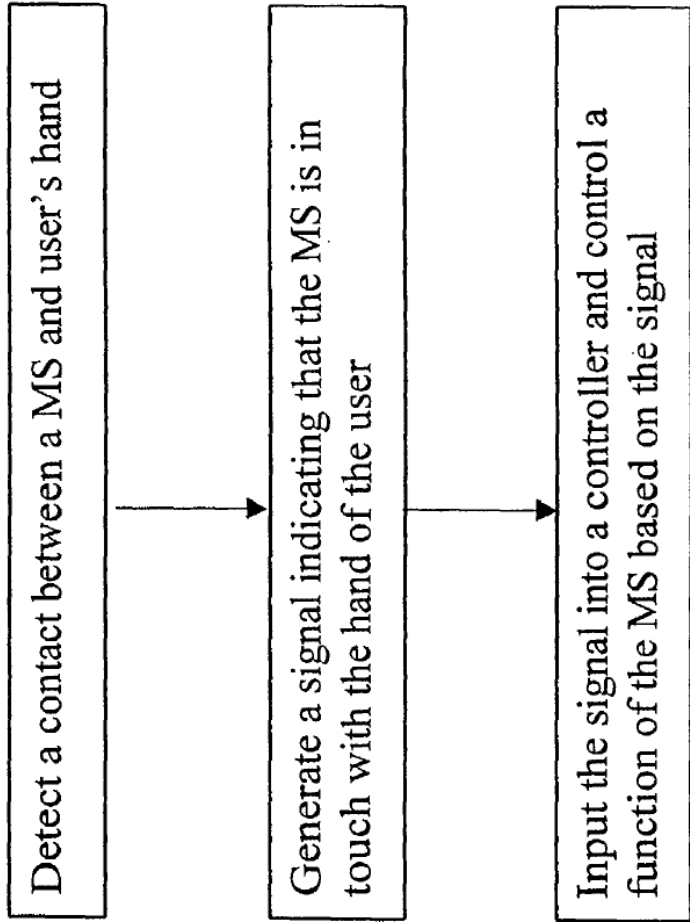 Detect a contact between a MS and user's hand
Generate a signal indicating that the MS is in
touch with the hand of the user
Input the signal into a controller and control a
function of the MS based on the signal